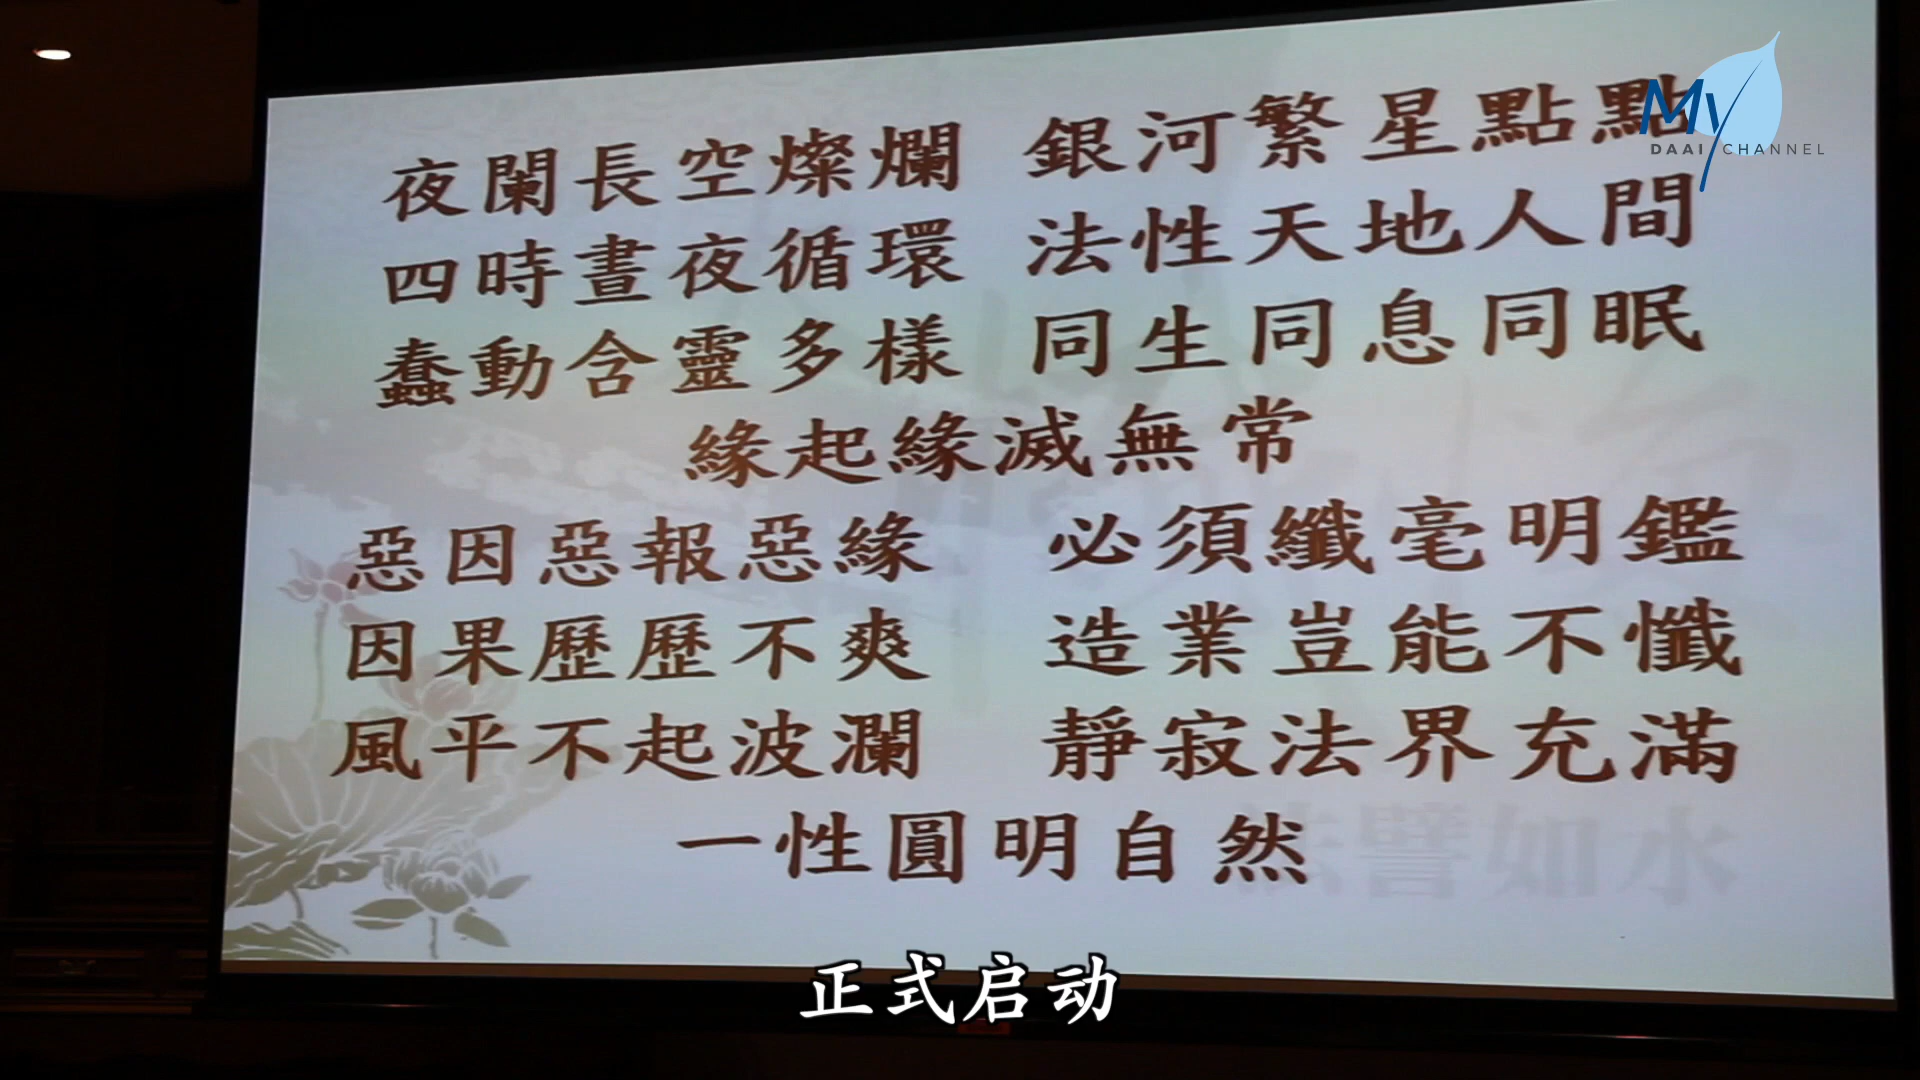 夜闌長空燦爛 銀河繁星點點
四時晝夜循環 法性天地人間
蠢動含靈多樣 同生同息同眠
緣起緣滅無常
惡因惡報惡緣 必須纖毫明鑑
因果歷歷不爽 造業豈能不懺
風平不起波瀾 靜寂法界充滿
一性圓明自然
法譬如水
正式启动
My
DAAI CHANNEL